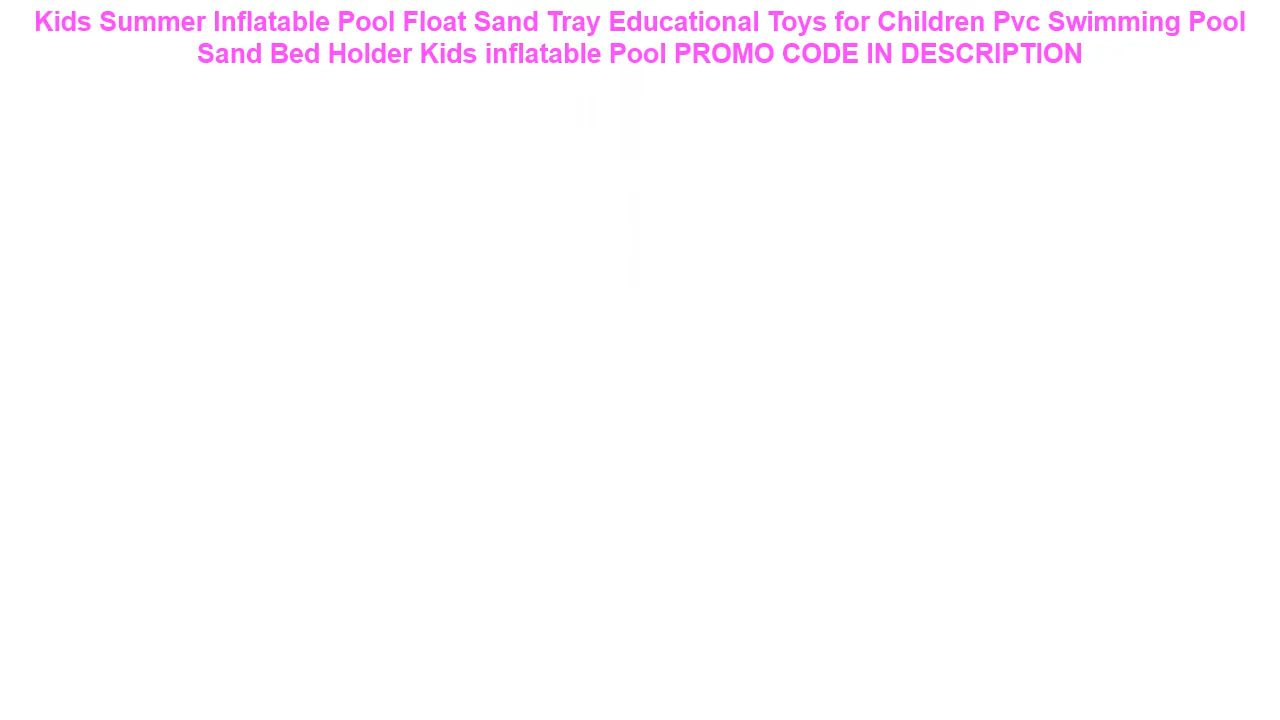 Kids Summer Inflatable Pool Float Sand Tray Educational Toys for Children Pvc Swimming Pool
Sand Bed Holder Kids inflatable Pool PROMO CODE IN DESCRIPTION